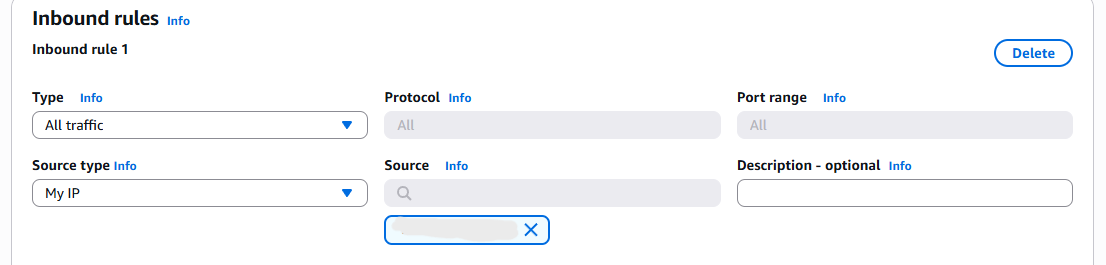 Inbound rules Info
Inbound rule 1
Delete
Type Info
Protocol Info
Port range Info
All traffic
All
All
Source type Info
Source Info
Description - optional Info
My IP